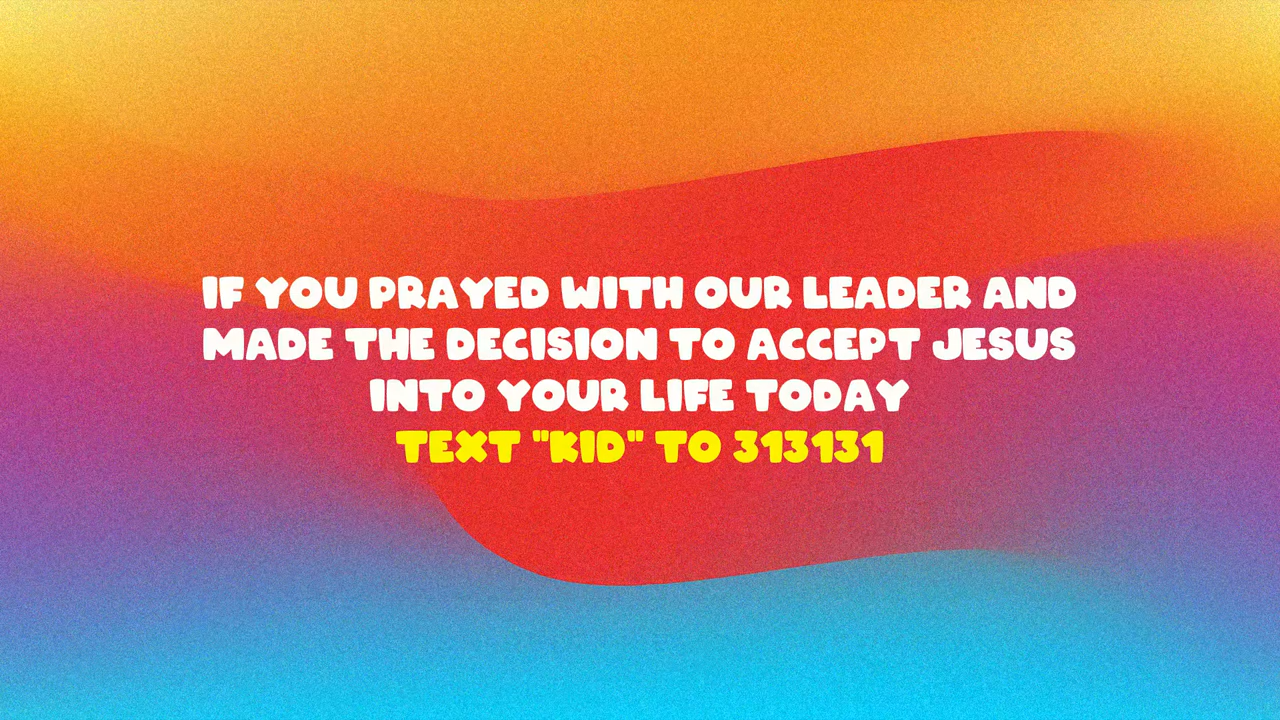 IF YOU PRAYED WITH OUR LEADER AND
MADE THE DECISION TO ACCEPT JESUS
INTO YOUR LIFE TODAY
TEXT "KID" TO 313131